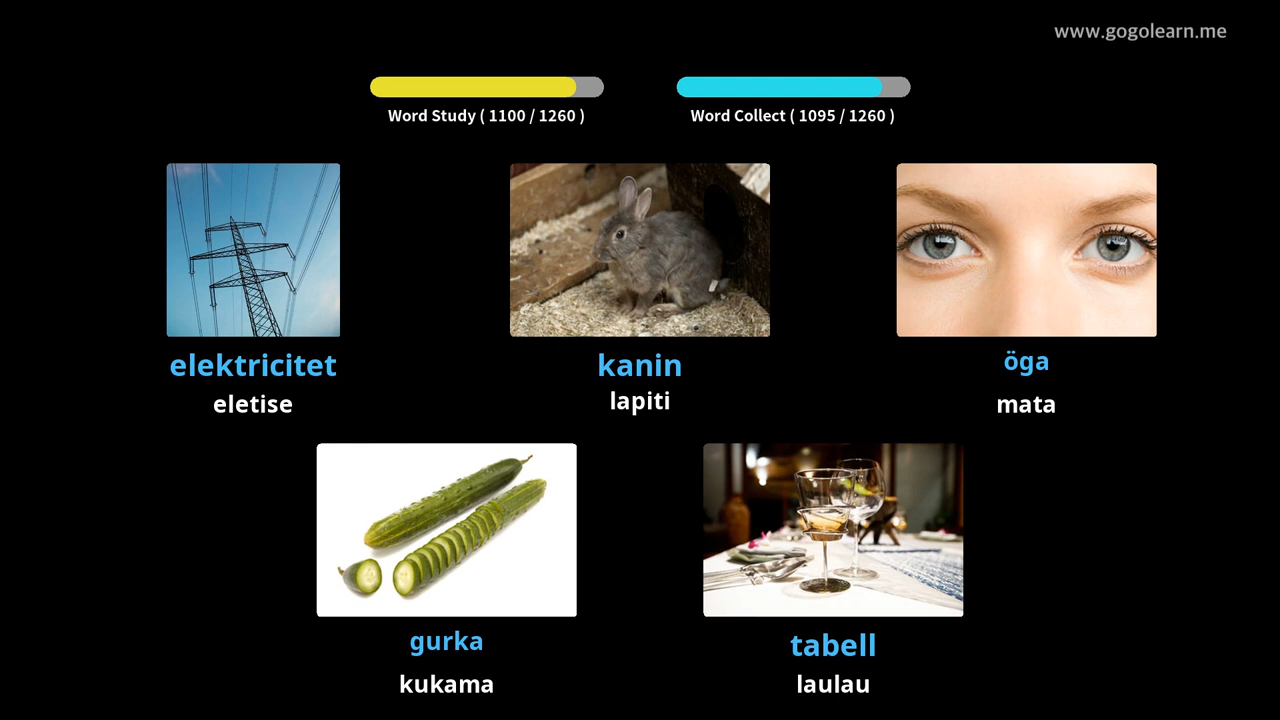 www.gogolearn.me
Word Study ( 1100 / 1260 )
Word Collect ( 1095 / 1260 )
elektricitet
eletise
kanin
lapiti
öga
mata
gurka
kukama
tabell
laulau